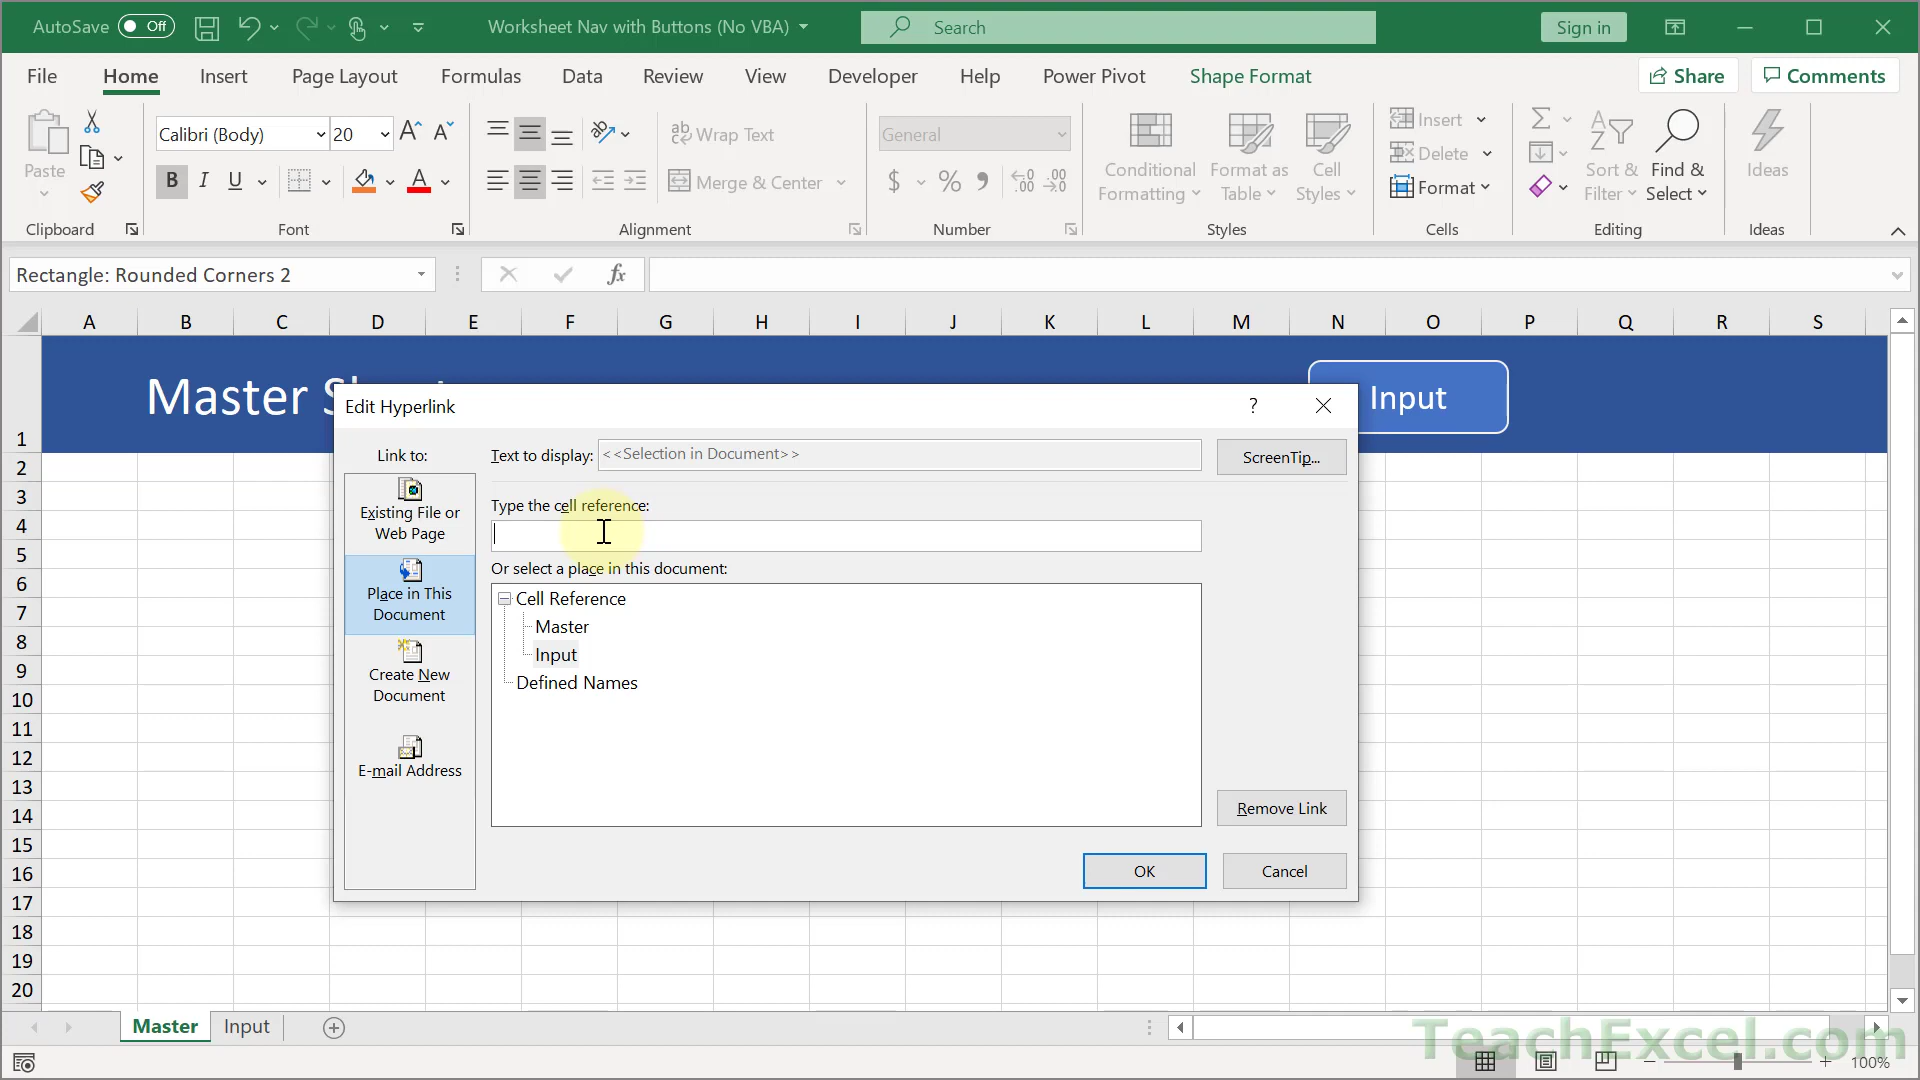 AutoSave Off Worksheet Nav with Buttons (No VBA) Search Sign in
File Home Insert Page Layout Formulas Data Review View Developer Help Power Pivot Shape Format Share Comments
Calibri (Body) 20 Wrap Text General Insert
Paste Conditional Formatting Format as Table Cell Styles Delete Sort & Filter Find & Select Ideas
B I U A Merge & Center $ % Format
Clipboard Font Alignment Number Styles Cells Editing Ideas
Rectangle: Rounded Corners 2 fx
A B C D E F G H I J K L M N O P Q R S
Master
Input
Edit Hyperlink ?
Link to:
Text to display: <<Selection in Document>> ScreenTip...
Existing File or
Web Page
Type the cell reference:
Place in This
Document
Or select a place in this document:
Cell Reference
Master
Input
Defined Names
Create New
Document
E-mail Address
Remove Link
OK Cancel
1
2
3
4
5
6
7
8
9
10
11
12
13
14
15
16
17
18
19
20
Master Input
TeachExcel.com
100%